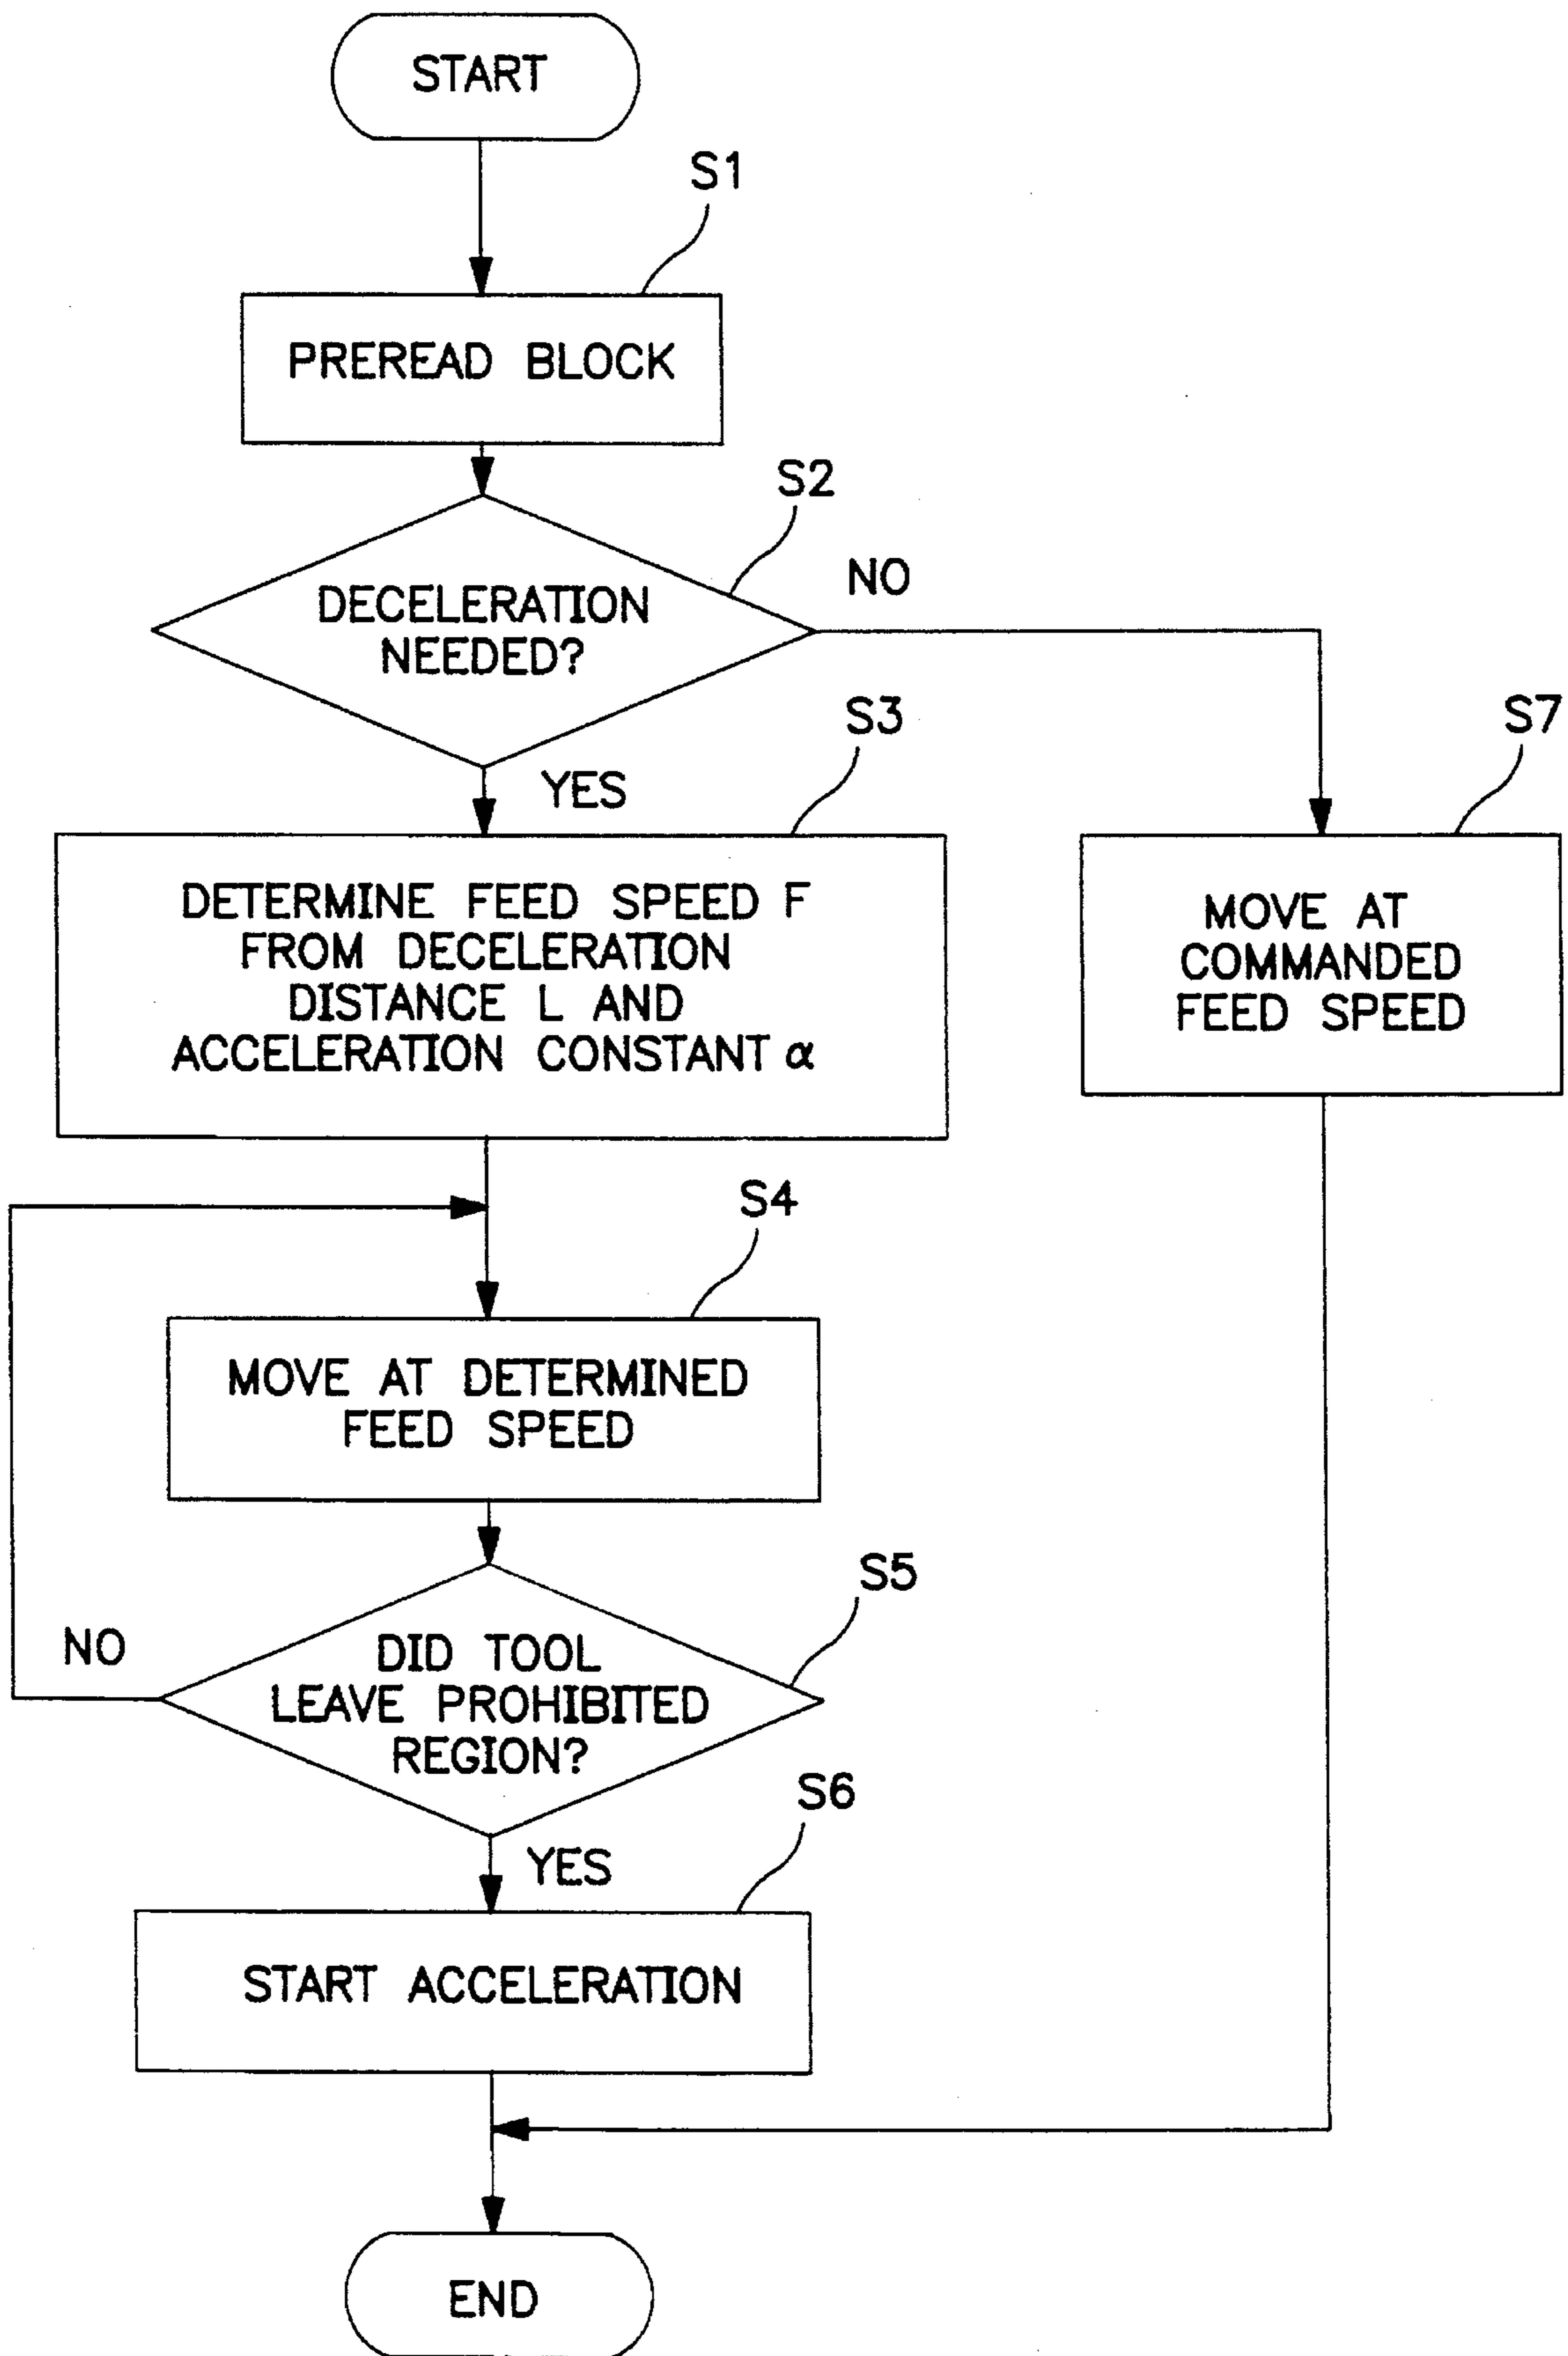 START
S1
PREREAD BLOCK
S2
NO
DECELERATION
NEEDED?
S3
S7
YES
DETERMINE FEED SPEED F
FROM DECELERATION
DISTANCE L AND
ACCELERATION CONSTANT α
MOVE AT
COMMANDED
FEED SPEED
S4
MOVE AT DETERMINED
FEED SPEED
S5
NO
DID TOOL
LEAVE PROHIBITED
REGION?
S6
YES
START ACCELERATION
END